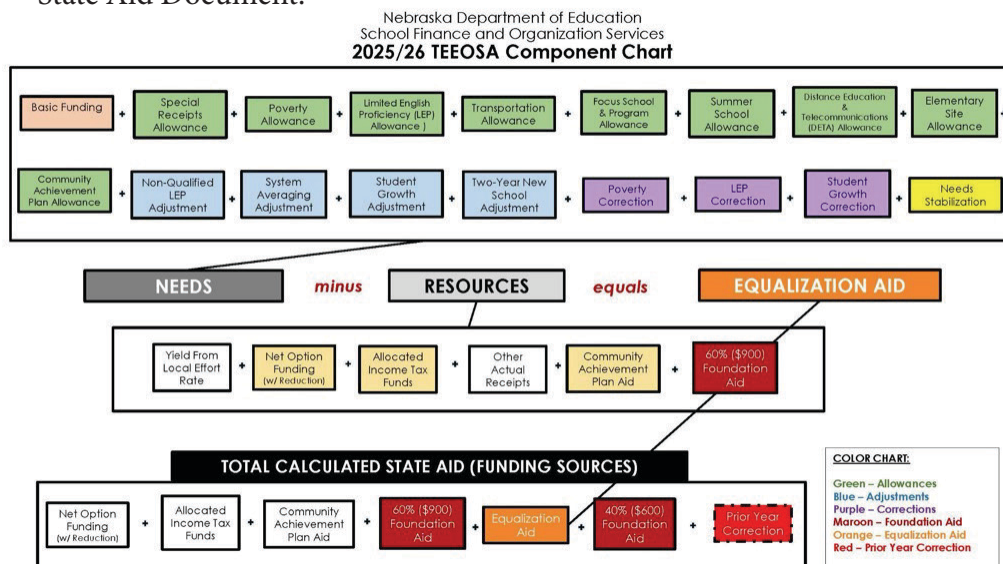 State Aid Document.
Nebraska Department of Education
School Finance and Organization Services
2025/26 TEEOSA Component Chart
Basic Funding
+
Special
Receipts
Allowance
+
Poverty
Allowance
+
Limited English
Proficiency (LEP)
Allowance )
+
Transportation
Allowance
+
Focus School
& Program
Allowance
+
Summer
School
Allowance
+
Distance Education
&
Telecommunications
(DETA) Allowance
+
Elementary
Site
Allowance
+
Community
Achievement
Plan Allowance
+
Non-Qualified
LEP
Adjustment
+
System
Averaging
Adjustment
+
Student
Growth
Adjustment
+
Two-Year New
School
Adjustment
+
Poverty
Correction
+
LEP
Correction
+
Student
Growth
Correction
+
Needs
Stabilization
NEEDS
minus
RESOURCES
equals
EQUALIZATION AID
Yield From
Local Effort
Rate
+
Net Option
Funding
(w/ Reduction)
+
Allocated
Income Tax
Funds
+
Other
Actual
Receipts
+
Community
Achievement
Plan Aid
+
60% ($900)
Foundation
Aid
TOTAL CALCULATED STATE AID (FUNDING SOURCES)
Net Option
Funding
(w/ Reduction)
+
Allocated
Income Tax
Funds
+
Community
Achievement
Plan Aid
+
60% ($900)
Foundation
Aid
+
Equalization
Aid
+
40% ($600)
Foundation
Aid
+
Prior Year
Correction
COLOR CHART:
Green – Allowances
Blue – Adjustments
Purple – Corrections
Maroon – Foundation Aid
Orange – Equalization Aid
Red – Prior Year Correction